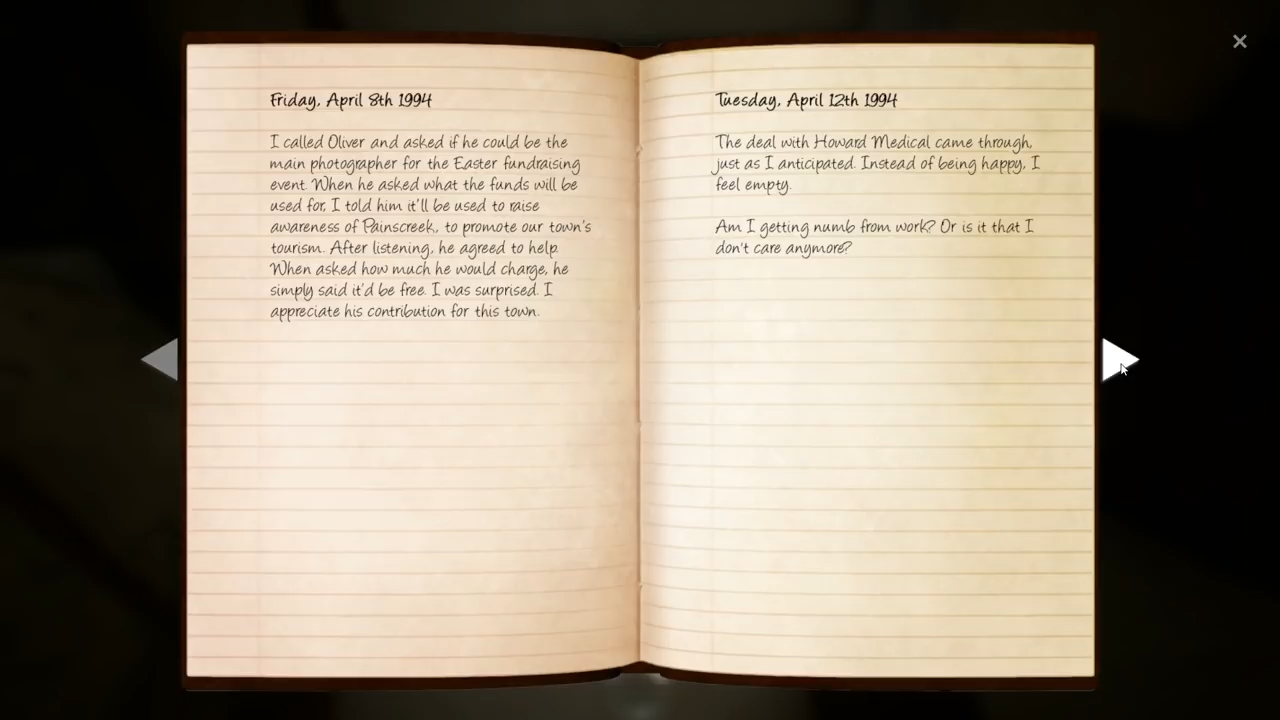 Friday, April 8th 1994
I called Oliver and asked if he could be the
main photographer for the Easter fundraising
event. When he asked what the funds will be
used for, I told him it'll be used to raise
awareness of Painscreek, to promote our town's
tourism. After listening, he agreed to help.
When asked how much he would charge, he
simply said it'd be free. I was surprised. I
appreciate his contribution for this town.
Tuesday, April 12th 1994
The deal with Howard Medical came through,
just as I anticipated. Instead of being happy, I
feel empty.
Am I getting numb from work? Or is it that I
don't care anymore?